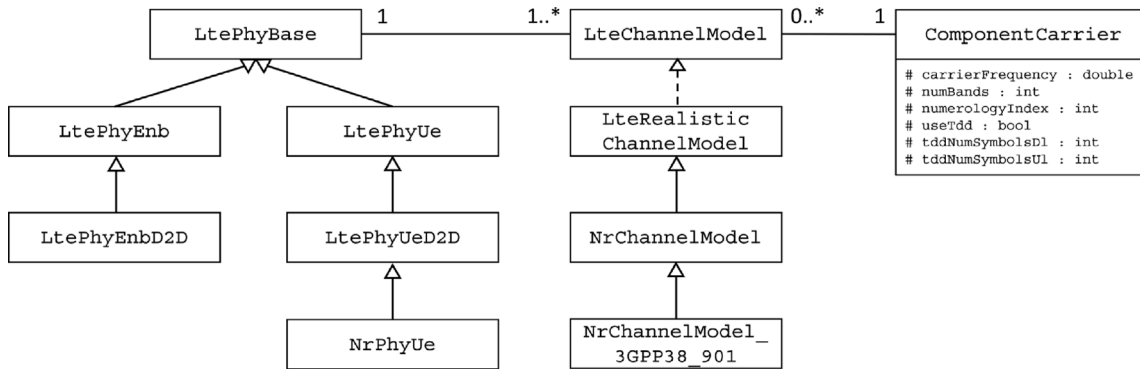 1
1..*
0..*
1
LtePhyBase
LteChannelModel
ComponentCarrier
# carrierFrequency : double
# numBands : int
# numerologyIndex : int
# useTdd : bool
# tddNumSymbolsDl : int
# tddNumSymbolsUl : int
LtePhyEnb
LtePhyUe
LteRealistic
ChannelModel
LtePhyEnbD2D
LtePhyUeD2D
NrChannelModel
NrPhyUe
NrChannelModel_
3GPP38_901